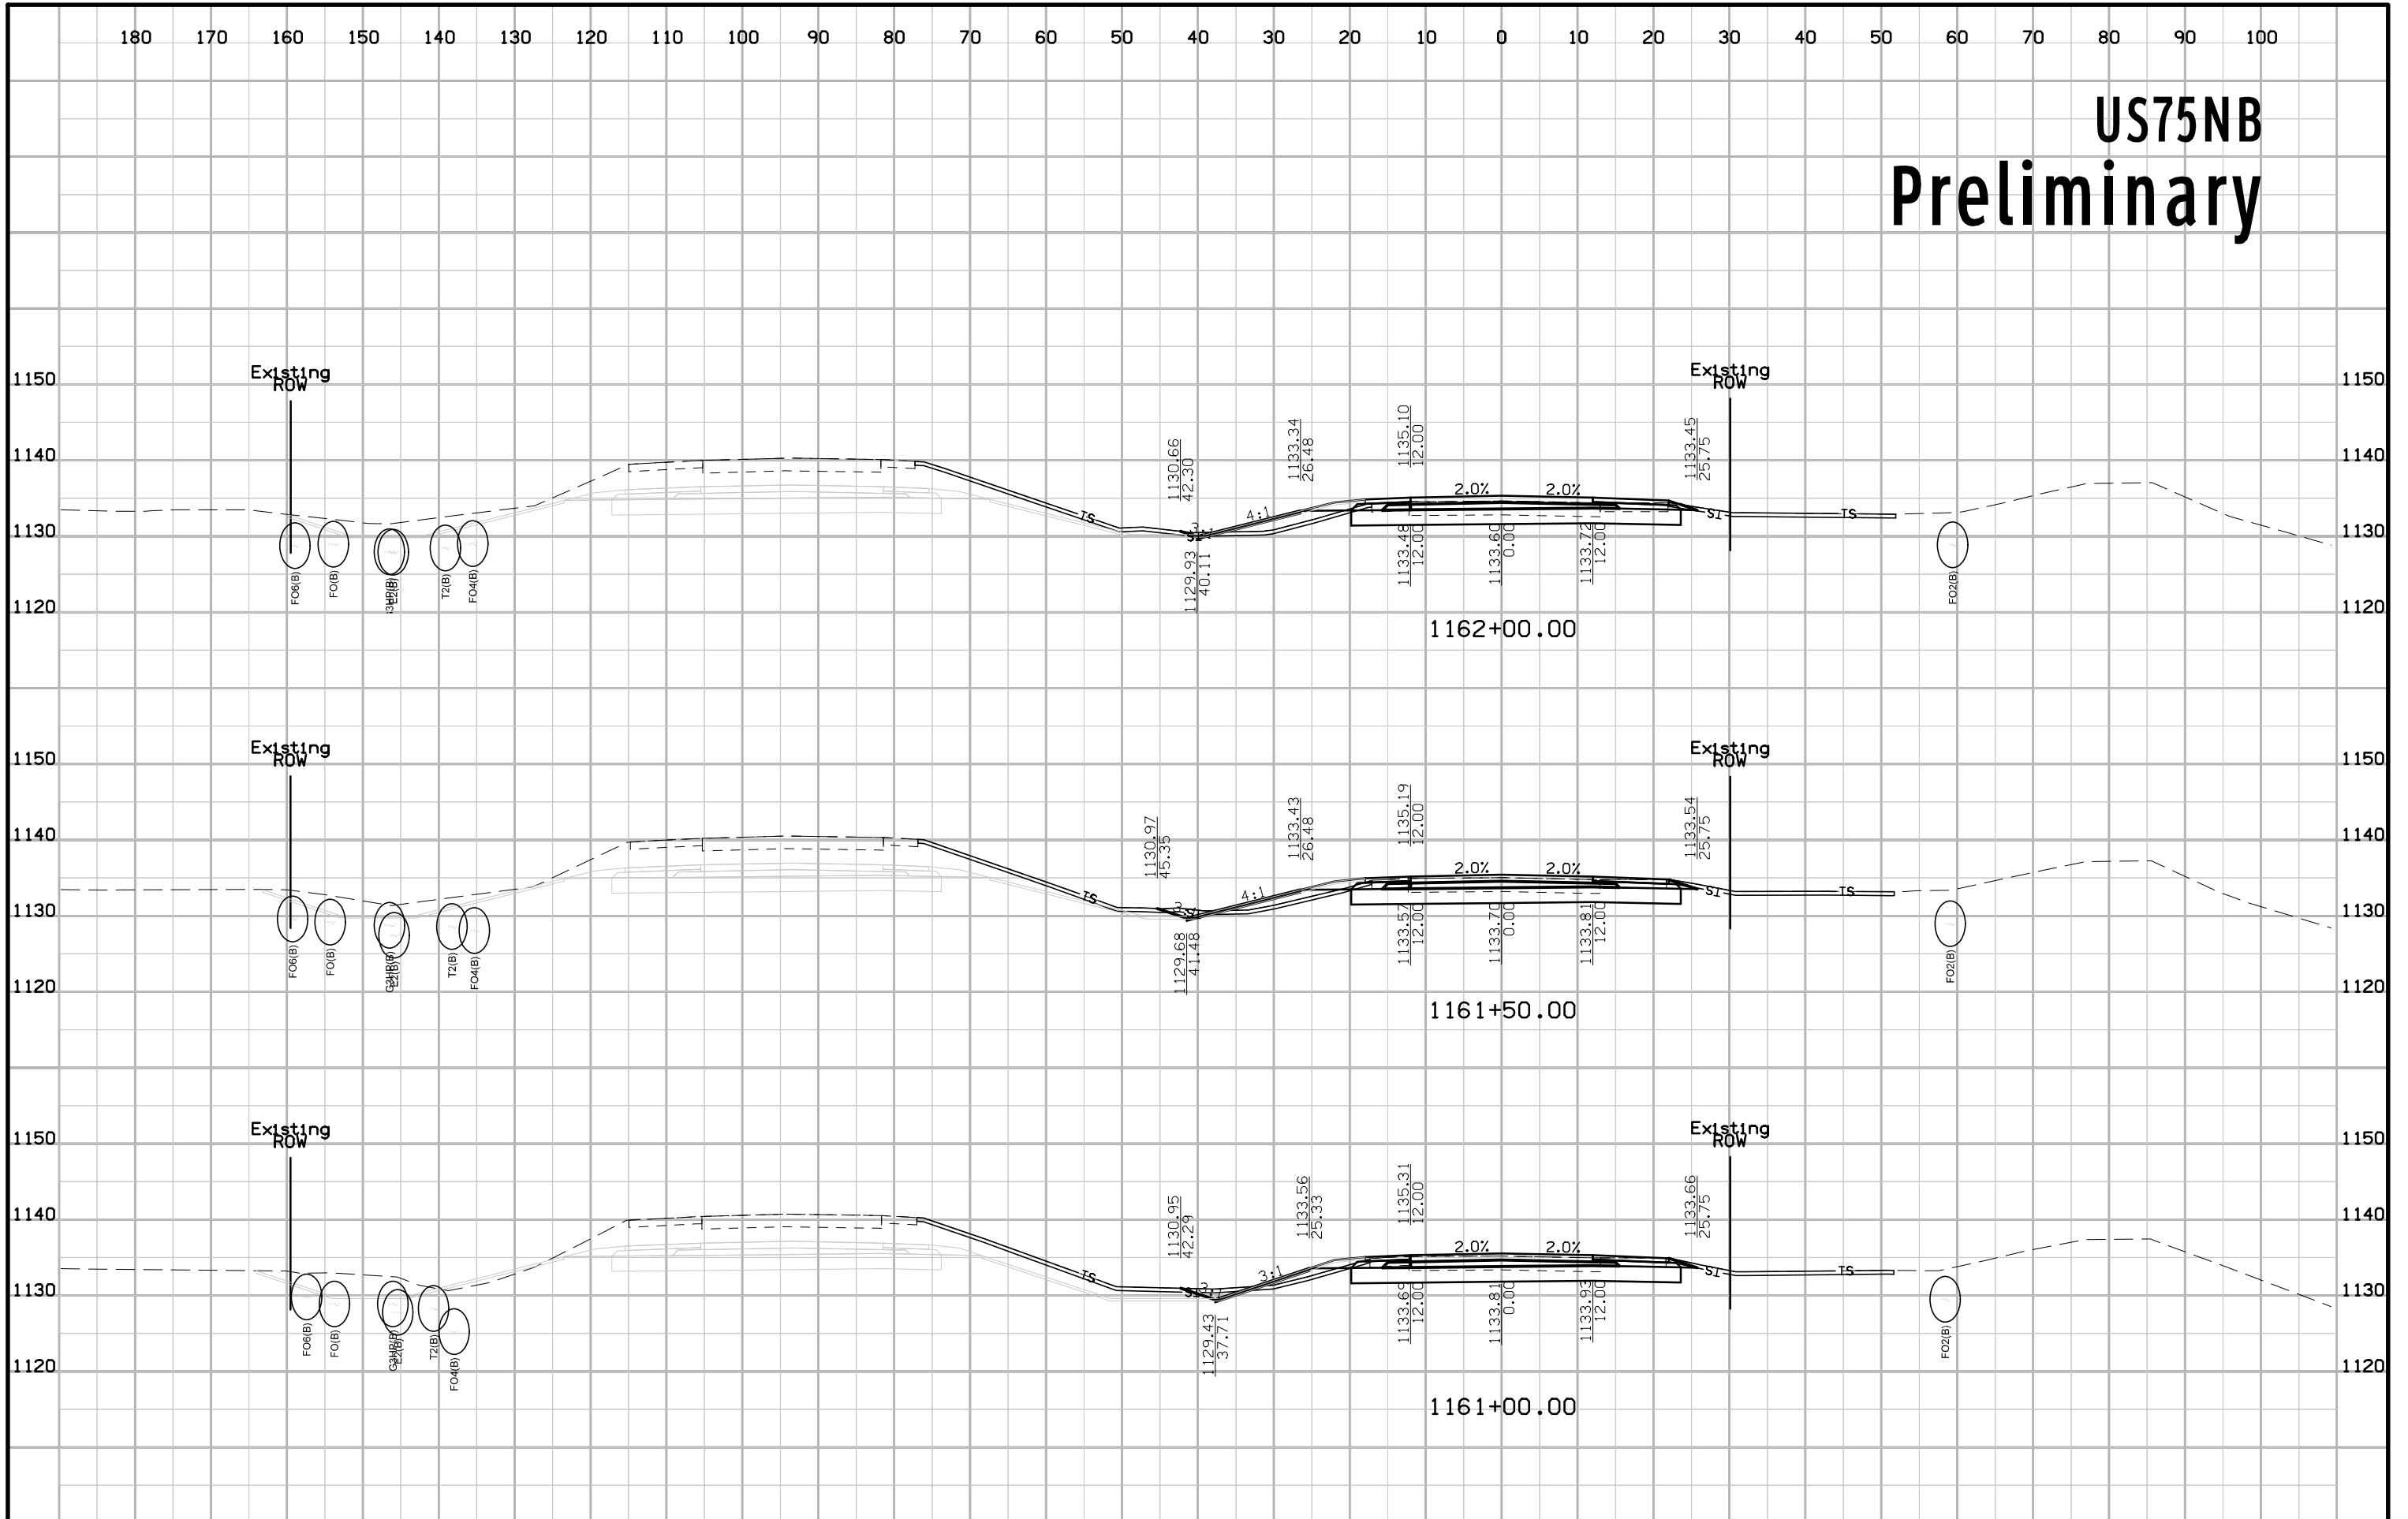 180 170 160 150 140 130 120 110 100 90 80 70 60 50 40 30 20 10 0 10 20 30 40 50 60 70 80 90 100
US75NB
Preliminary
Existing
ROW
Existing
ROW
1150 1150
1140 1140
1130 1130
1120 1120
1130.66
42.30
1133.34
26.48
1135.10
12.00
1133.45
25.75
2.0% 2.0%
4:1
TS
TS
TS
1129.93
40.11
1133.48
12.00
1133.60
0.00
1133.72
12.00
FO6(B)
FO(B)
E2(B)
T2(B)
FO4(B)
FO2(B)
1162+00.00
Existing
ROW
Existing
ROW
1150 1150
1140 1140
1130 1130
1120 1120
1130.97
45.35
1133.43
26.48
1135.19
12.00
1133.54
25.75
2.0% 2.0%
4:1
TS
TS
TS
1129.68
41.48
1133.57
12.00
1133.70
0.00
1133.81
12.00
FO6(B)
FO(B)
G3HP(B)
E2(B)
T2(B)
FO4(B)
FO2(B)
1161+50.00
Existing
ROW
Existing
ROW
1150 1150
1140 1140
1130 1130
1120 1120
1130.95
42.29
1133.56
25.33
1135.31
12.00
1133.66
25.75
2.0% 2.0%
3:1
TS
TS
TS
1129.43
37.71
1133.69
12.00
1133.81
0.00
1133.93
12.00
FO6(B)
FO(B)
G3HP(B)
E2(B)
T2(B)
FO4(B)
FO2(B)
1161+00.00